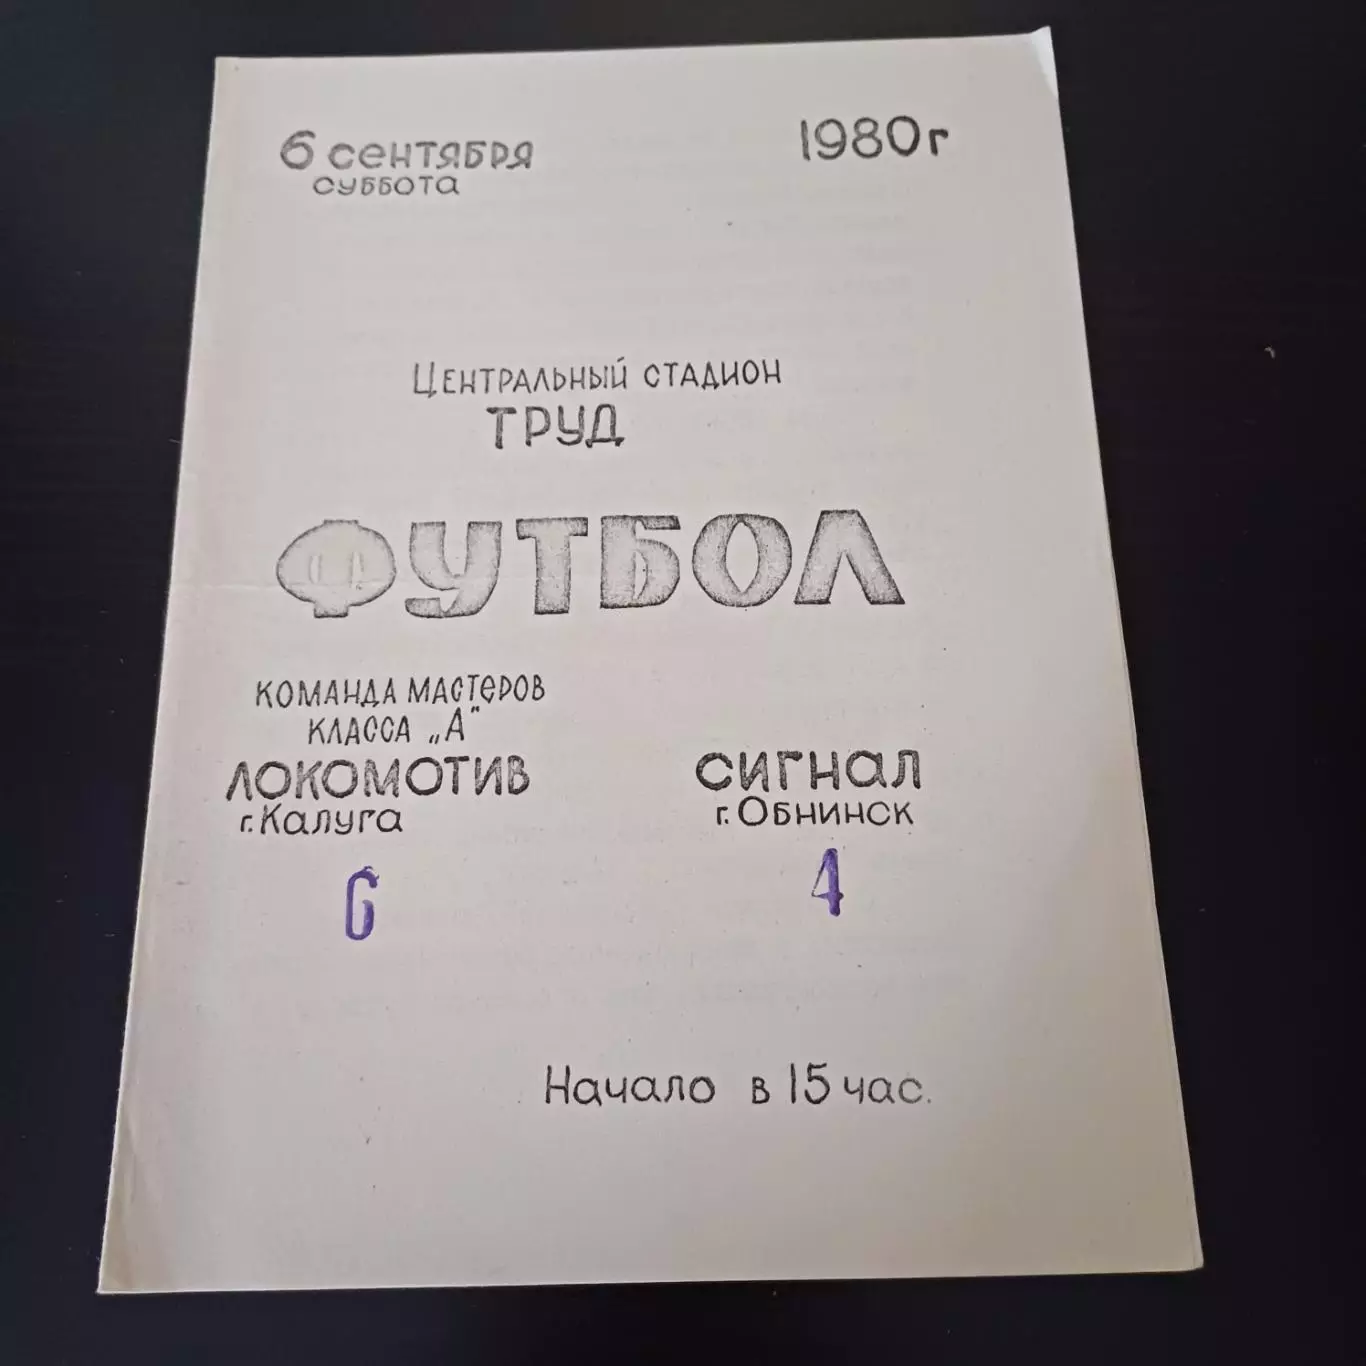 6 сентября 1980г
суббота
Центральный стадион
ТРУД
ФУТБОЛ
команда мастеров
класса „А"
ЛОКОМОТИВ СИГНАЛ
г. Калуга г. Обнинск
6 4
Начало в 15 час.